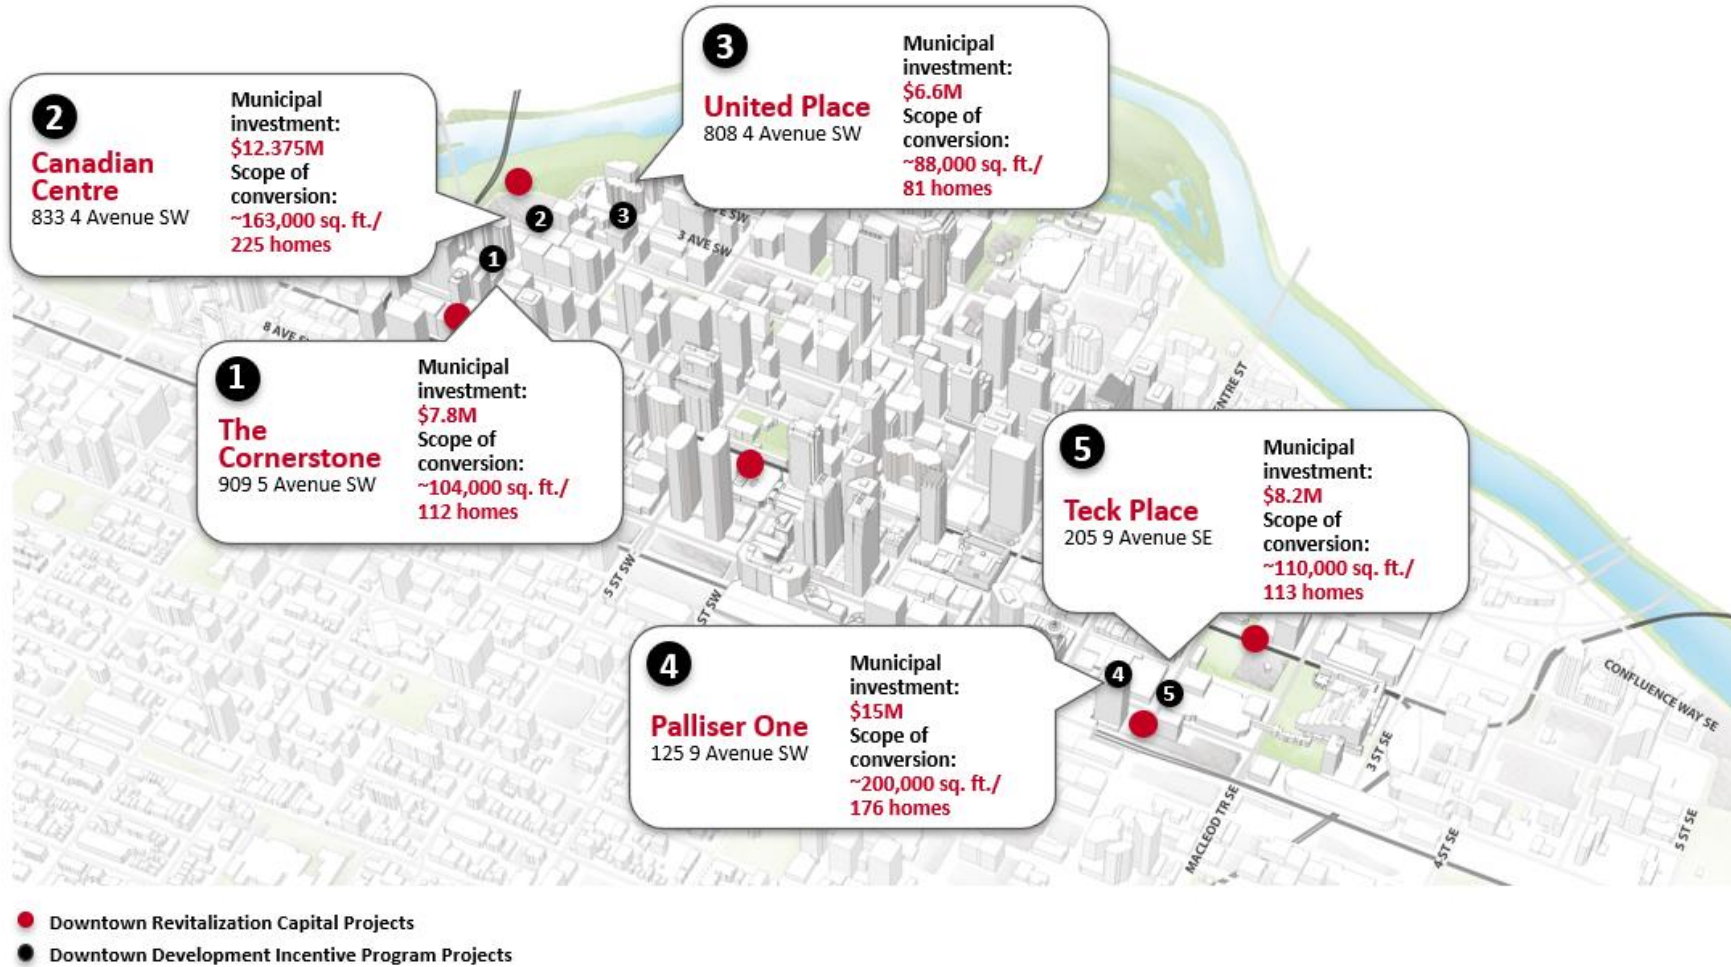 3
United Place
808 4 Avenue SW
Municipal
investment:
$6.6M
Scope of
conversion:
~88,000 sq. ft./
81 homes
2
Canadian
Centre
833 4 Avenue SW
Municipal
investment:
$12.375M
Scope of
conversion:
~163,000 sq. ft./
225 homes
2
3
1
SW
3 AVE SW
8 AVE
1
The
Cornerstone
909 5 Avenue SW
Municipal
investment:
$7.8M
Scope of
conversion:
~104,000 sq. ft./
112 homes
5
Teck Place
205 9 Avenue SE
Municipal
investment:
$8.2M
Scope of
conversion:
~110,000 sq. ft./
113 homes
5 ST SW
ST SW
4
Palliser One
125 9 Avenue SW
Municipal
investment:
$15M
Scope of
conversion:
~200,000 sq. ft./
176 homes
4
5
CONFLUENCE WAY SE
3 ST SE
MACLEOD TR SE
4 ST SE
5 ST SE
Downtown Revitalization Capital Projects
Downtown Development Incentive Program Projects